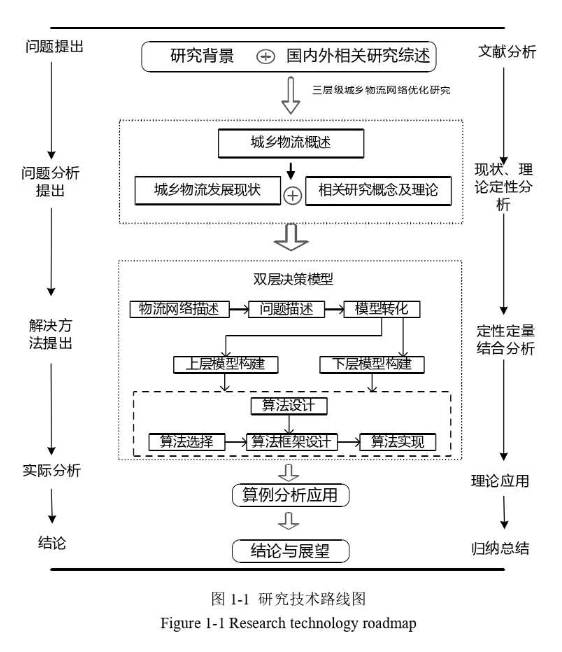 问题提出
研究背景 ⊕ 国内外相关研究综述
文献分析
三层级城乡物流网络优化研究
城乡物流概述
问题分析
提出
城乡物流发展现状 ⊕ 相关研究概念及理论
现状、理
论定性分
析
双层决策模型
物流网络描述
问题描述
模型转化
解决方
法提出
定性定量
结合分析
上层模型构建
下层模型构建
算法设计
算法选择
算法框架设计
算法实现
实际分析
理论应用
算例分析应用
结论
结论与展望
归纳总结
图 1-1 研究技术路线图
Figure 1-1 Research technology roadmap